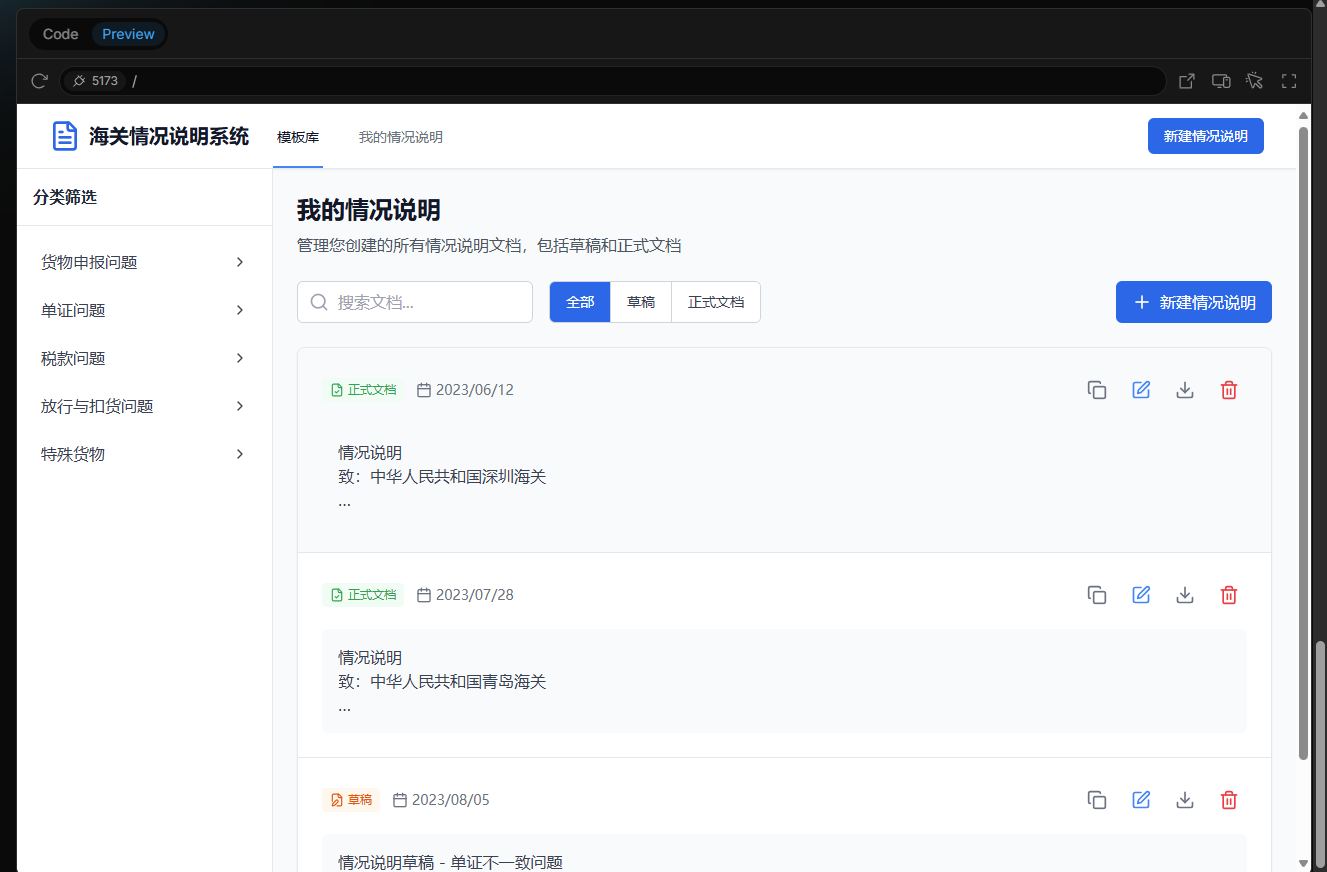 Code Preview
5173 /
海关情况说明系统 模板库 我的情况说明 新建情况说明
分类筛选
货物申报问题
单证问题
税款问题
放行与扣货问题
特殊货物
我的情况说明
管理您创建的所有情况说明文档，包括草稿和正式文档
搜索文档... 全部 草稿 正式文档 新建情况说明
正式文档 2023/06/12
情况说明
致：中华人民共和国深圳海关
...
正式文档 2023/07/28
情况说明
致：中华人民共和国青岛海关
...
草稿 2023/08/05
情况说明草稿 - 单证不一致问题